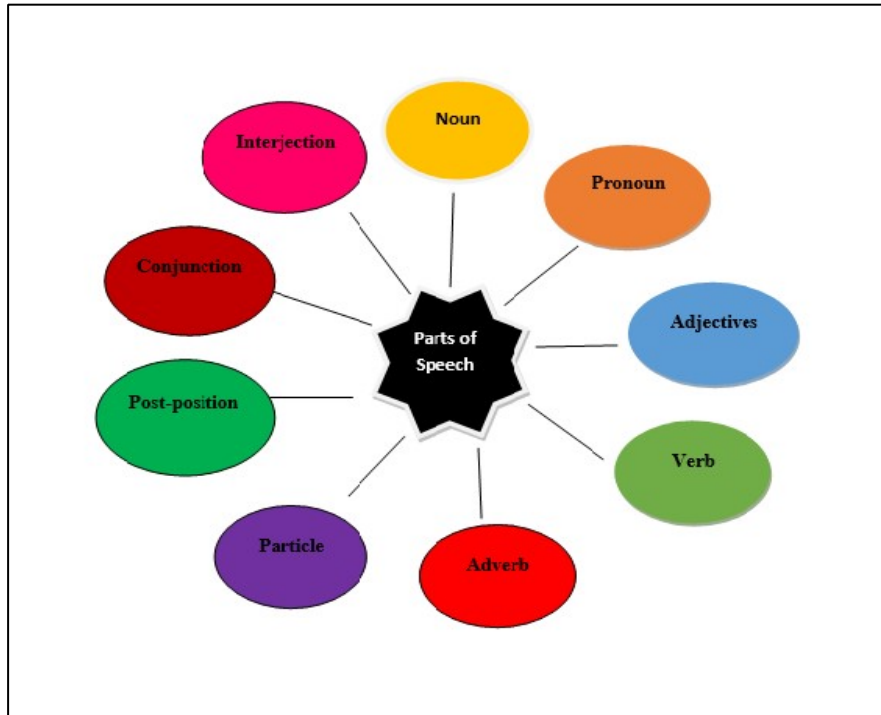 Noun
Interjection
Pronoun
Conjunction
Adjectives
Parts of
Speech
Post-position
Verb
Particle
Adverb